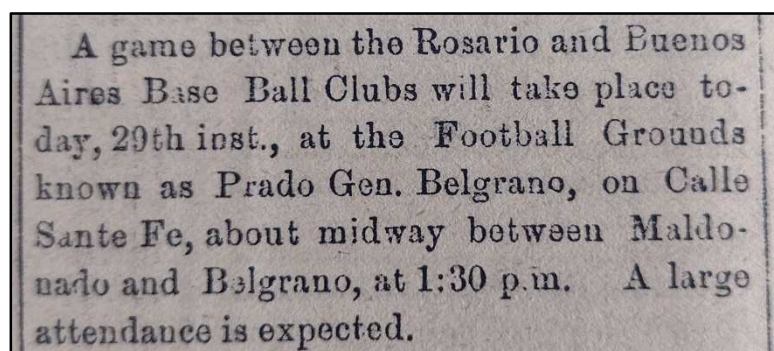 A game between the Rosario and Buenos
Aires Base Ball Clubs will take place to-
day, 29th inst., at the Football Grounds
known as Prado Gen. Belgrano, on Calle
Sante Fe, about midway between Maldo-
nado and Belgrano, at 1:30 p.m. A large
attendance is expected.